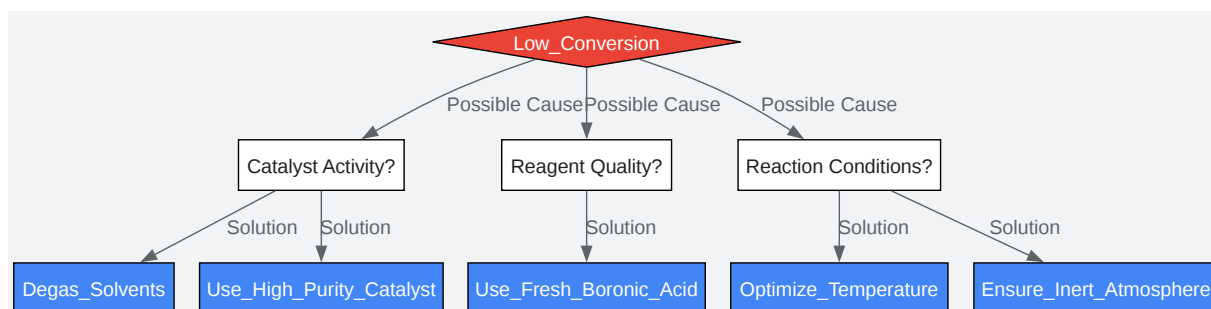 Low_Conversion
Possible Cause
Possible Cause
Possible Cause
Catalyst Activity?
Reagent Quality?
Reaction Conditions?
Solution
Solution
Solution
Solution
Solution
Degas_Solvents
Use_High_Purity_Catalyst
Use_Fresh_Boronic_Acid
Optimize_Temperature
Ensure_Inert_Atmosphere